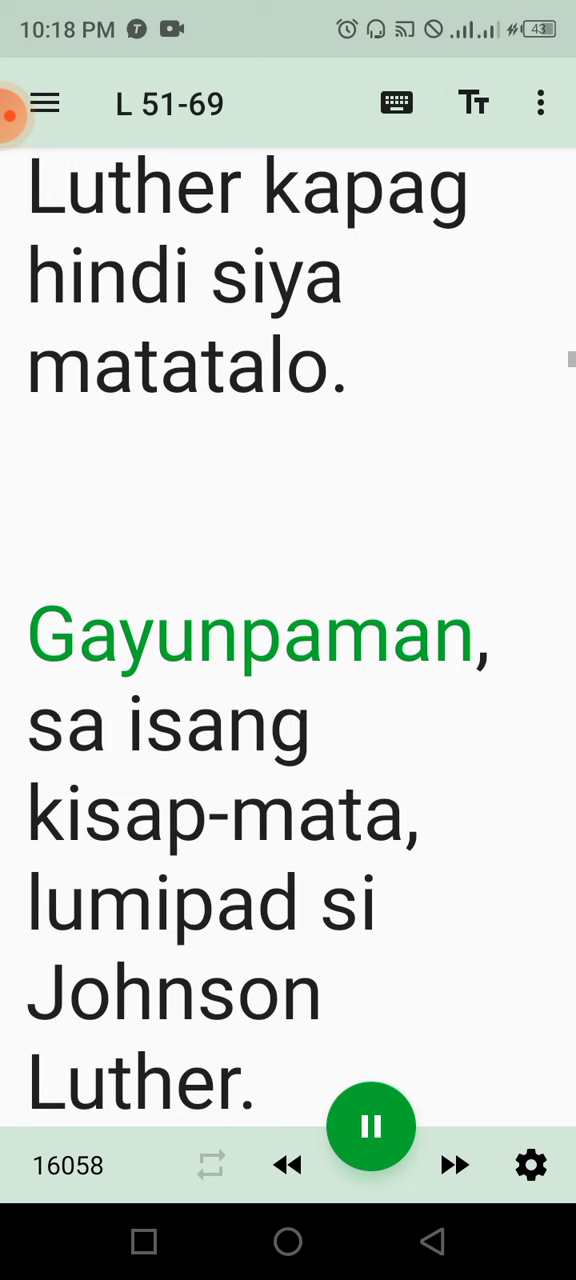 10:18 PM
43
L 51-69
Luther kapag
hindi siya
matatalo.
Gayunpaman,
sa isang
kisap-mata,
lumipad si
Johnson
Luther.
16058